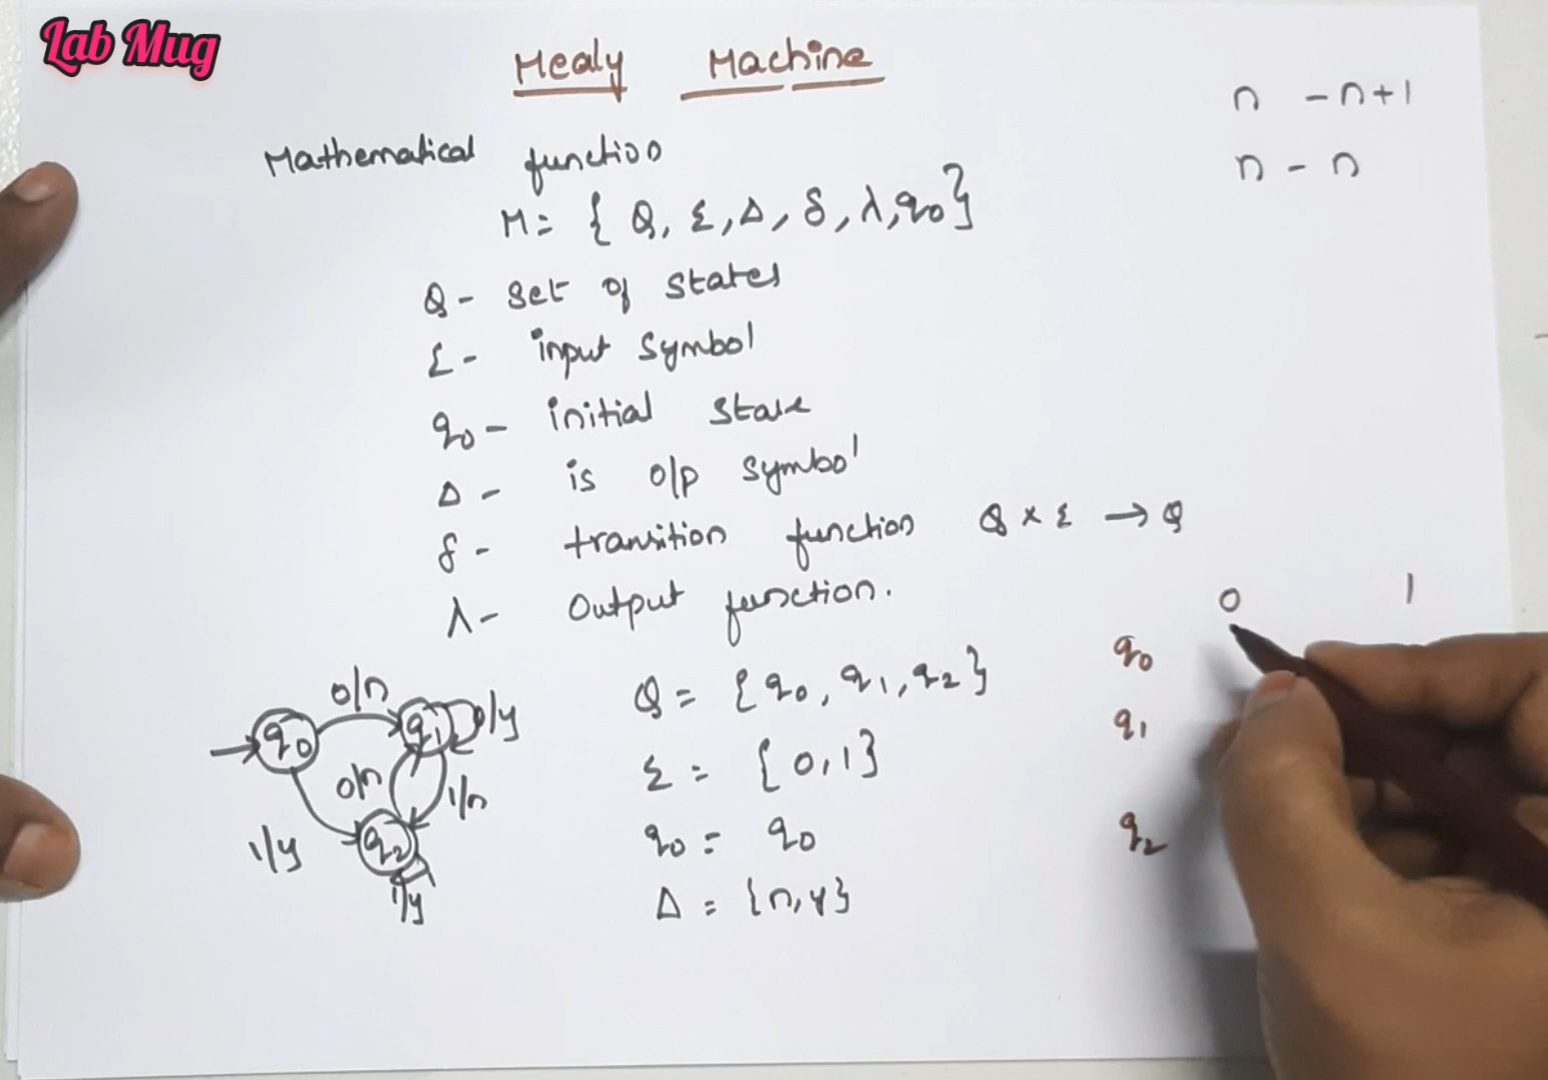 Lab Mug
Mealy Machine
n - n+1
Mathematical function
n - n
M = { Q, Σ, Δ, δ, λ, q0}
Q - set of states
Σ - input symbol
q0 - initial state
Δ - is o/p symbol
δ - transition function Q × Σ → Q
λ - Output function.
0 1
q0
q1
q2
Q = {q0, q1, q2}
Σ = {0,1}
q0 = q0
Δ = {n,y}
0/n
q0 q1 0/y
0/n 1/n
1/y q2
1/y